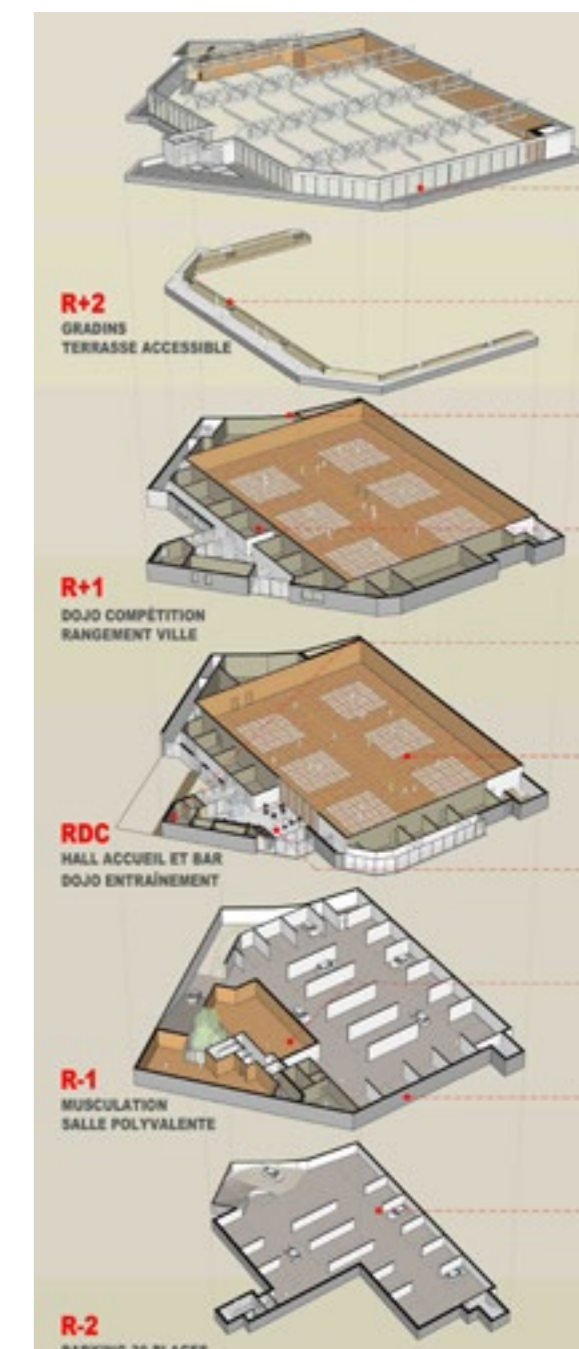 R+2
GRADINS
TERRASSE ACCESSIBLE
R+1
DOJO COMPÉTITION
RANGEMENT VILLE
RDC
HALL ACCUEIL ET BAR
DOJO ENTRAÎNEMENT
R-1
MUSCULATION
SALLE POLYVALENTE
R-2